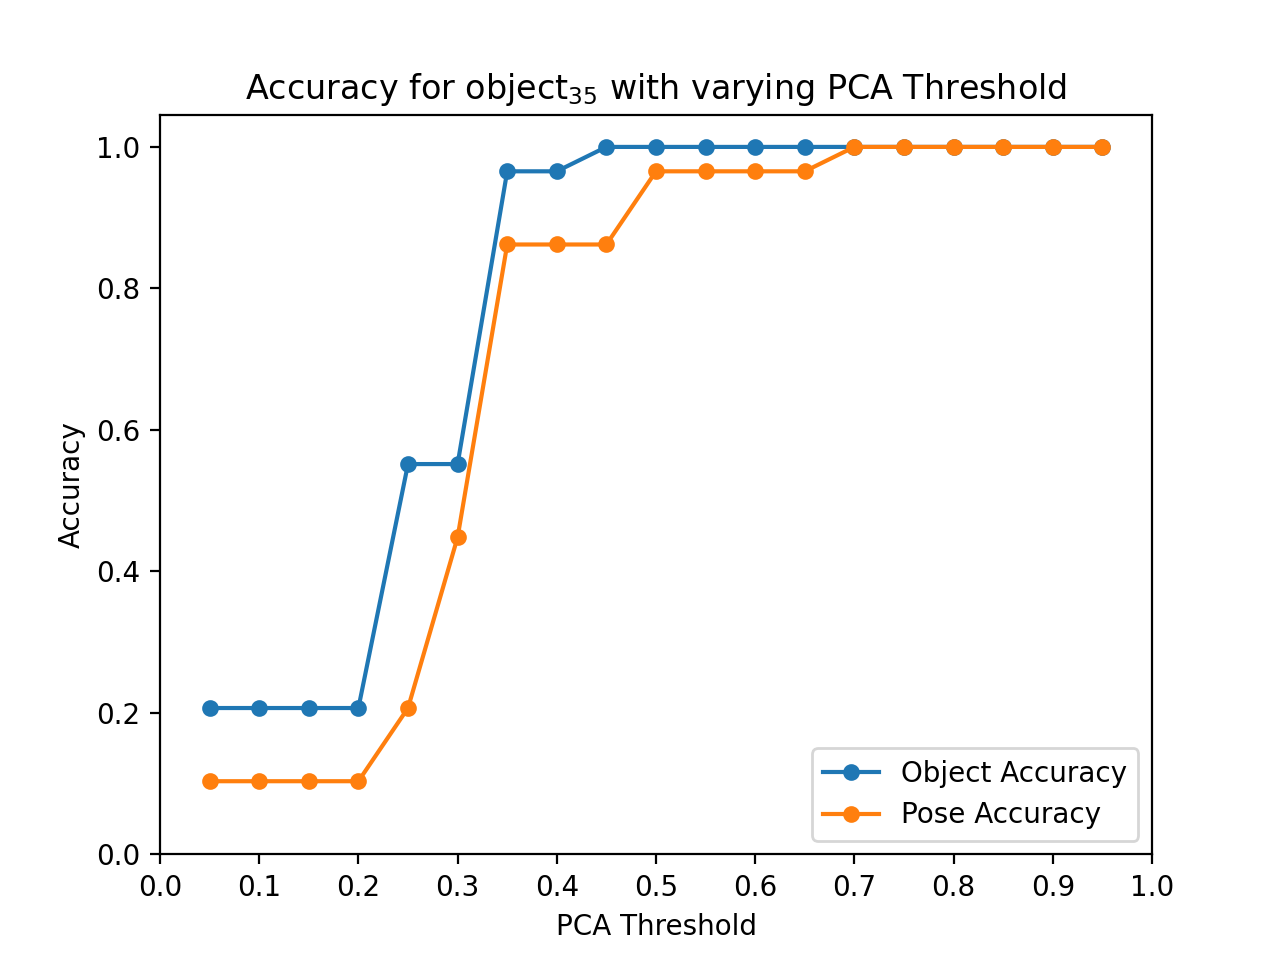 Accuracy for object₃₅ with varying PCA Threshold
1.0
0.8
0.6
0.4
0.2
0.0
Accuracy
Object Accuracy
Pose Accuracy
0.0 0.1 0.2 0.3 0.4 0.5 0.6 0.7 0.8 0.9 1.0
PCA Threshold